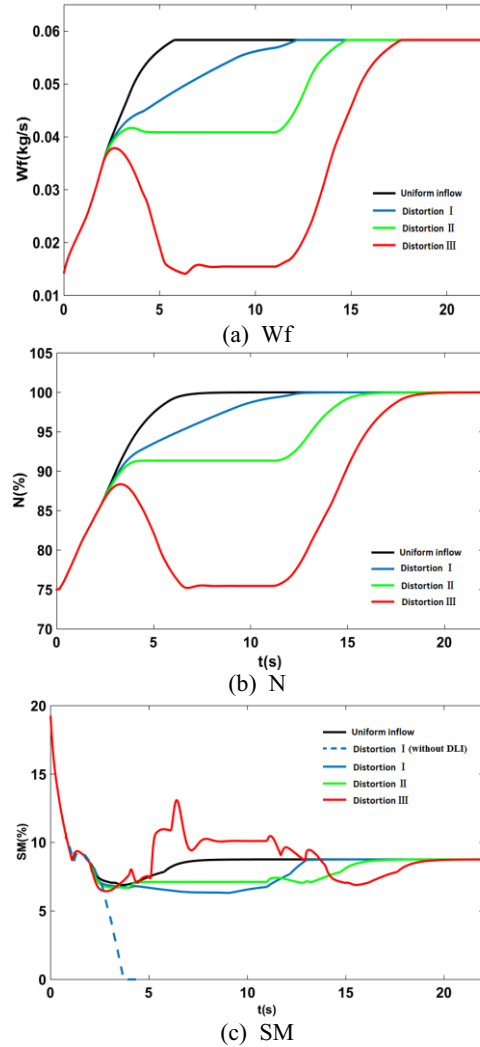 0.06
0.05
0.04
0.03
0.02
0.01
Wf(kg/s)
Uniform inflow
Distortion Ⅰ
Distortion Ⅱ
Distortion Ⅲ
0 5 10 15 20
(a) Wf
105
100
95
90
85
80
75
70
N(%)
Uniform inflow
Distortion Ⅰ
Distortion Ⅱ
Distortion Ⅲ
0 5 10 15 20
t(s)
(b) N
20
15
10
5
0
SM(%)
Uniform inflow
Distortion Ⅰ (without DLI)
Distortion Ⅰ
Distortion Ⅱ
Distortion Ⅲ
0 5 10 15 20
t(s)
(c) SM